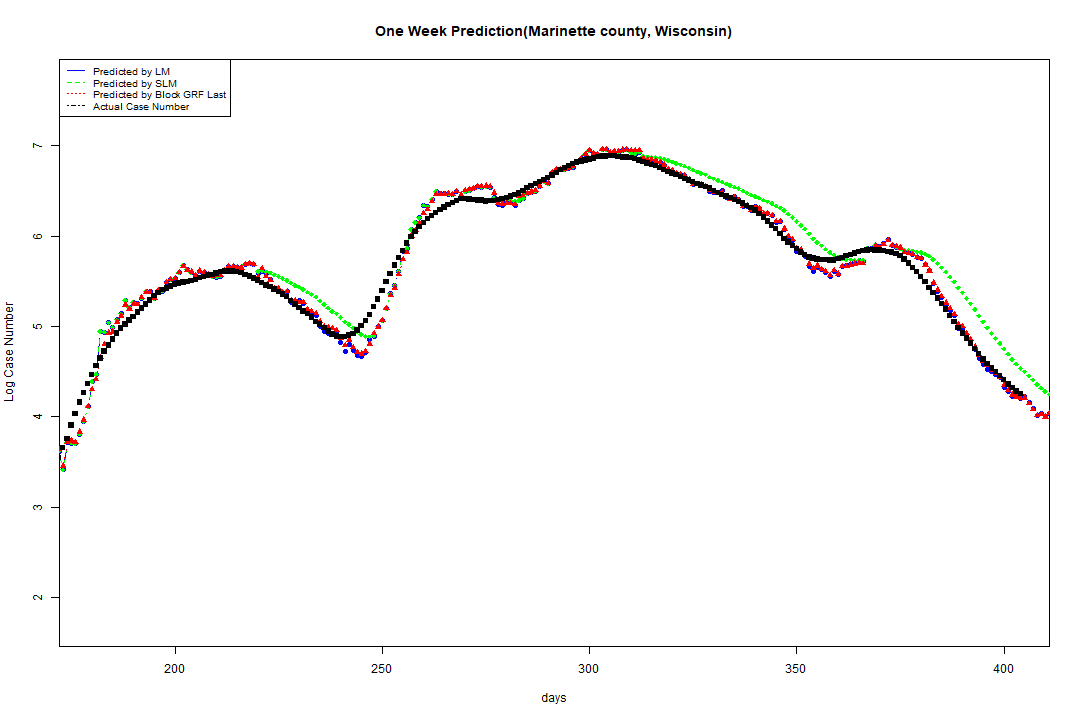 One Week Prediction(Marinette county, Wisconsin)
Predicted by LM
Predicted by SLM
Predicted by Block GRF Last
Actual Case Number
7
6
5
4
3
2
Log Case Number
200 250 300 350 400
days